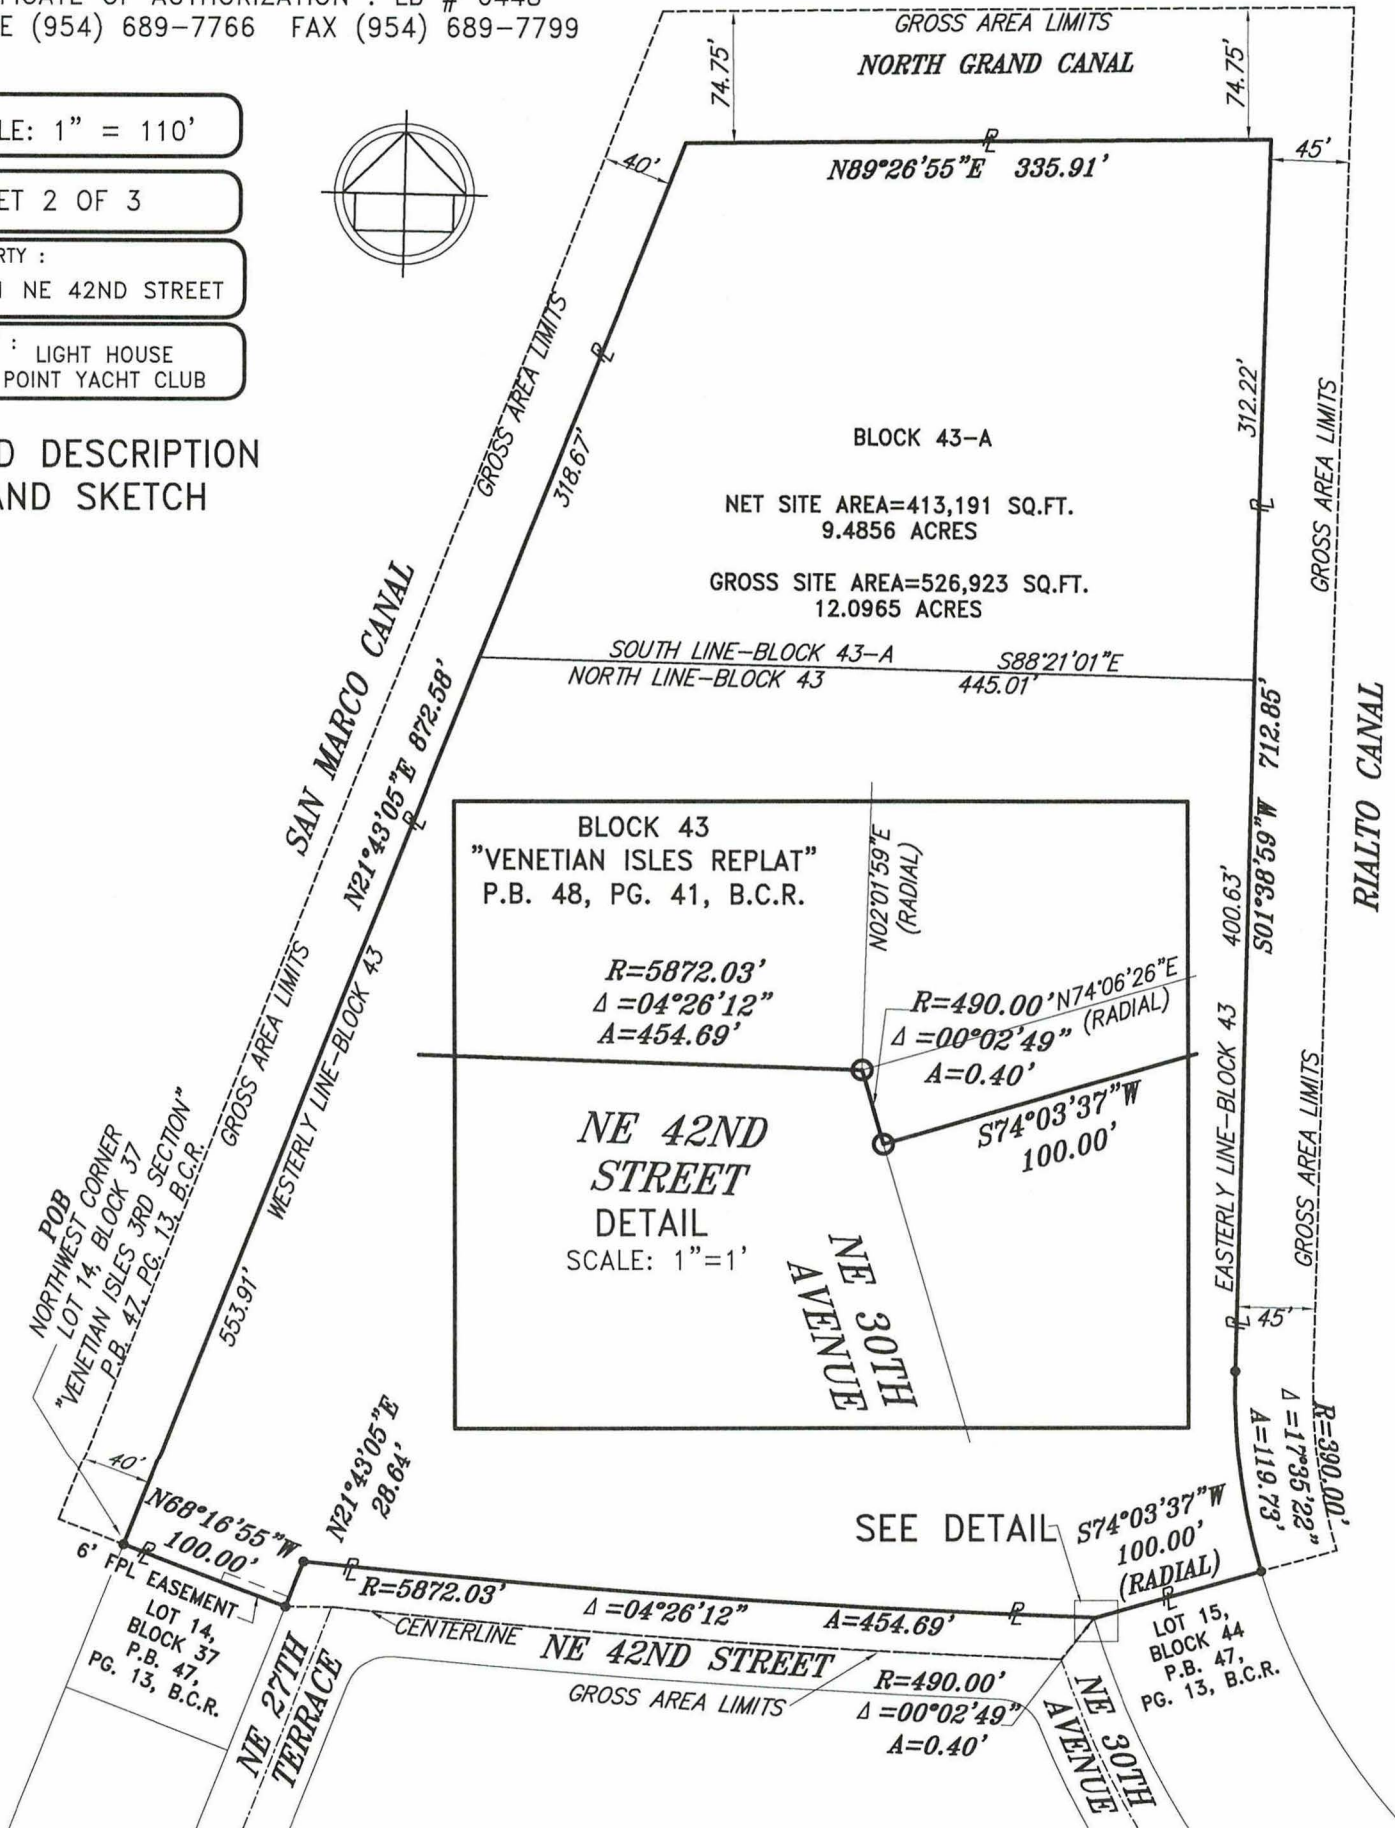 FICATE OF AUTHORIZATION : LB # 6448
E (954) 689-7766 FAX (954) 689-7799
LE: 1" = 110'
ET 2 OF 3
RTY :
NE 42ND STREET
: LIGHT HOUSE
POINT YACHT CLUB
D DESCRIPTION
AND SKETCH
GROSS AREA LIMITS
NORTH GRAND CANAL
74.75'
74.75'
40'
45'
N89°26'55"E 335.91'
GROSS AREA LIMITS
318.67'
312.22'
GROSS AREA LIMITS
BLOCK 43-A
NET SITE AREA=413,191 SQ.FT.
9.4856 ACRES
GROSS SITE AREA=526,923 SQ.FT.
12.0965 ACRES
SOUTH LINE-BLOCK 43-A S88°21'01"E
NORTH LINE-BLOCK 43 445.01'
SAN MARCO CANAL
N21°43'05"E 872.58'
S01°38'59"W 712.85'
RIALTO CANAL
400.63'
BLOCK 43
"VENETIAN ISLES REPLAT"
P.B. 48, PG. 41, B.C.R.
N02°01'59"E
(RADIAL)
R=5872.03'
Δ=04°26'12"
A=454.69'
R=490.00'
Δ=00°02'49"
A=0.40'
N74°06'26"E
(RADIAL)
S74°03'37"W
100.00'
NE 42ND
STREET
DETAIL
SCALE: 1"=1'
NE 30TH
AVENUE
GROSS AREA LIMITS
WESTERLY LINE-BLOCK 43
EASTERLY LINE-BLOCK 43
GROSS AREA LIMITS
553.91'
POB
NORTHWEST CORNER
LOT 14, BLOCK 37
"VENETIAN ISLES 3RD SECTION"
P.B. 47, PG. 13, B.C.R.
45'
40'
N68°16'55"W
100.00'
N21°43'05"E
28.64'
R=390.00'
Δ=17°35'22"
A=119.73'
SEE DETAIL
S74°03'37"W
100.00'
(RADIAL)
6' FPL EASEMENT
LOT 14,
BLOCK 37
P.B. 47,
PG. 13, B.C.R.
R=5872.03' Δ=04°26'12" A=454.69'
CENTERLINE NE 42ND STREET
GROSS AREA LIMITS
R=490.00'
Δ=00°02'49"
A=0.40'
LOT 15,
BLOCK 44
P.B. 47,
PG. 13, B.C.R.
NE 27TH
TERRACE
NE 30TH
AVENUE